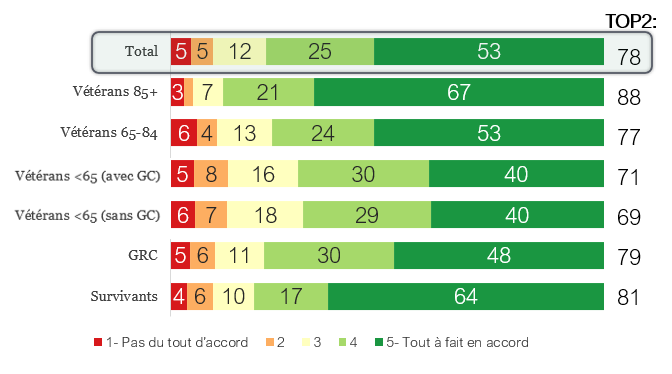 TOP2:
Total 5 5 12 25 53 78
Vétérans 85+ 3 7 21 67 88
Vétérans 65-84 6 4 13 24 53 77
Vétérans <65 (avec GC) 5 8 16 30 40 71
Vétérans <65 (sans GC) 6 7 18 29 40 69
GRC 5 6 11 30 48 79
Survivants 4 6 10 17 64 81
1- Pas du tout d'accord 2 3 4 5- Tout à fait en accord